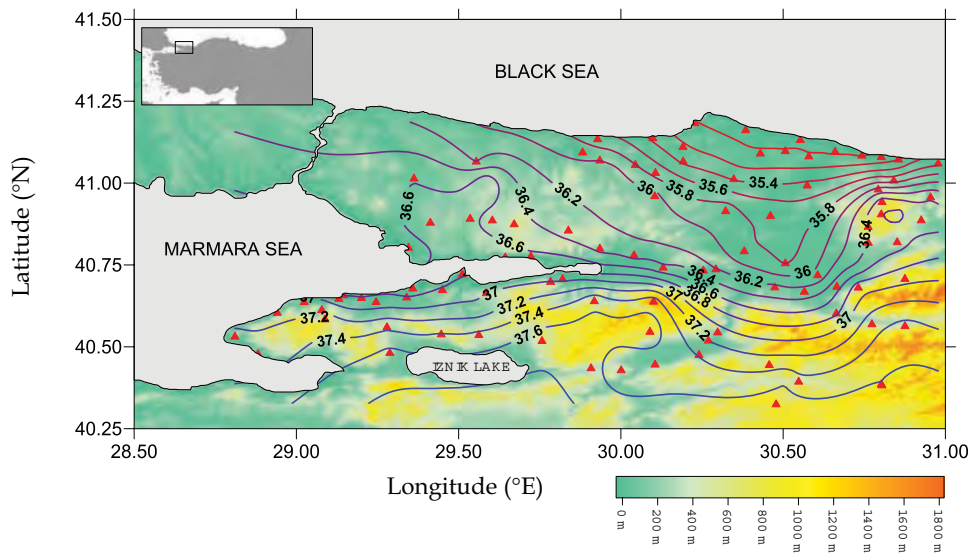 41.50
BLACK SEA
41.25
36
35.8
35.6
35.4
41.00
36.6
36.4
36.2
35.8
36.4
36.6
MARMARA SEA
40.75
36.4
36.2
36
36.6
36.8
37
37
37
37.2
37.2
37.4
37.4
37.6
37.2
37
40.50
IZNIK LAKE
40.25
28.50 29.00 29.50 30.00 30.50 31.00
Latitude (°N)
Longitude (°E)
0 m
200 m
400 m
600 m
800 m
1000 m
1200 m
1400 m
1600 m
1800 m